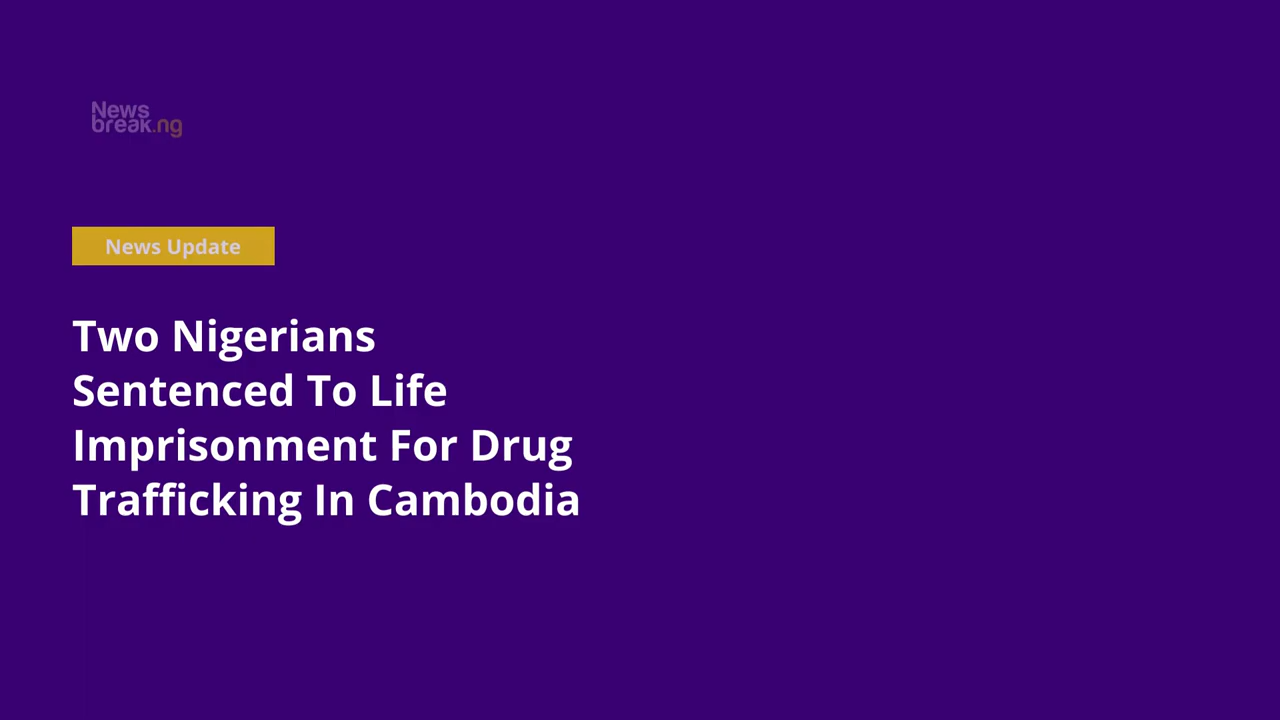 News
break.ng
News Update
Two Nigerians
Sentenced To Life
Imprisonment For Drug
Trafficking In Cambodia